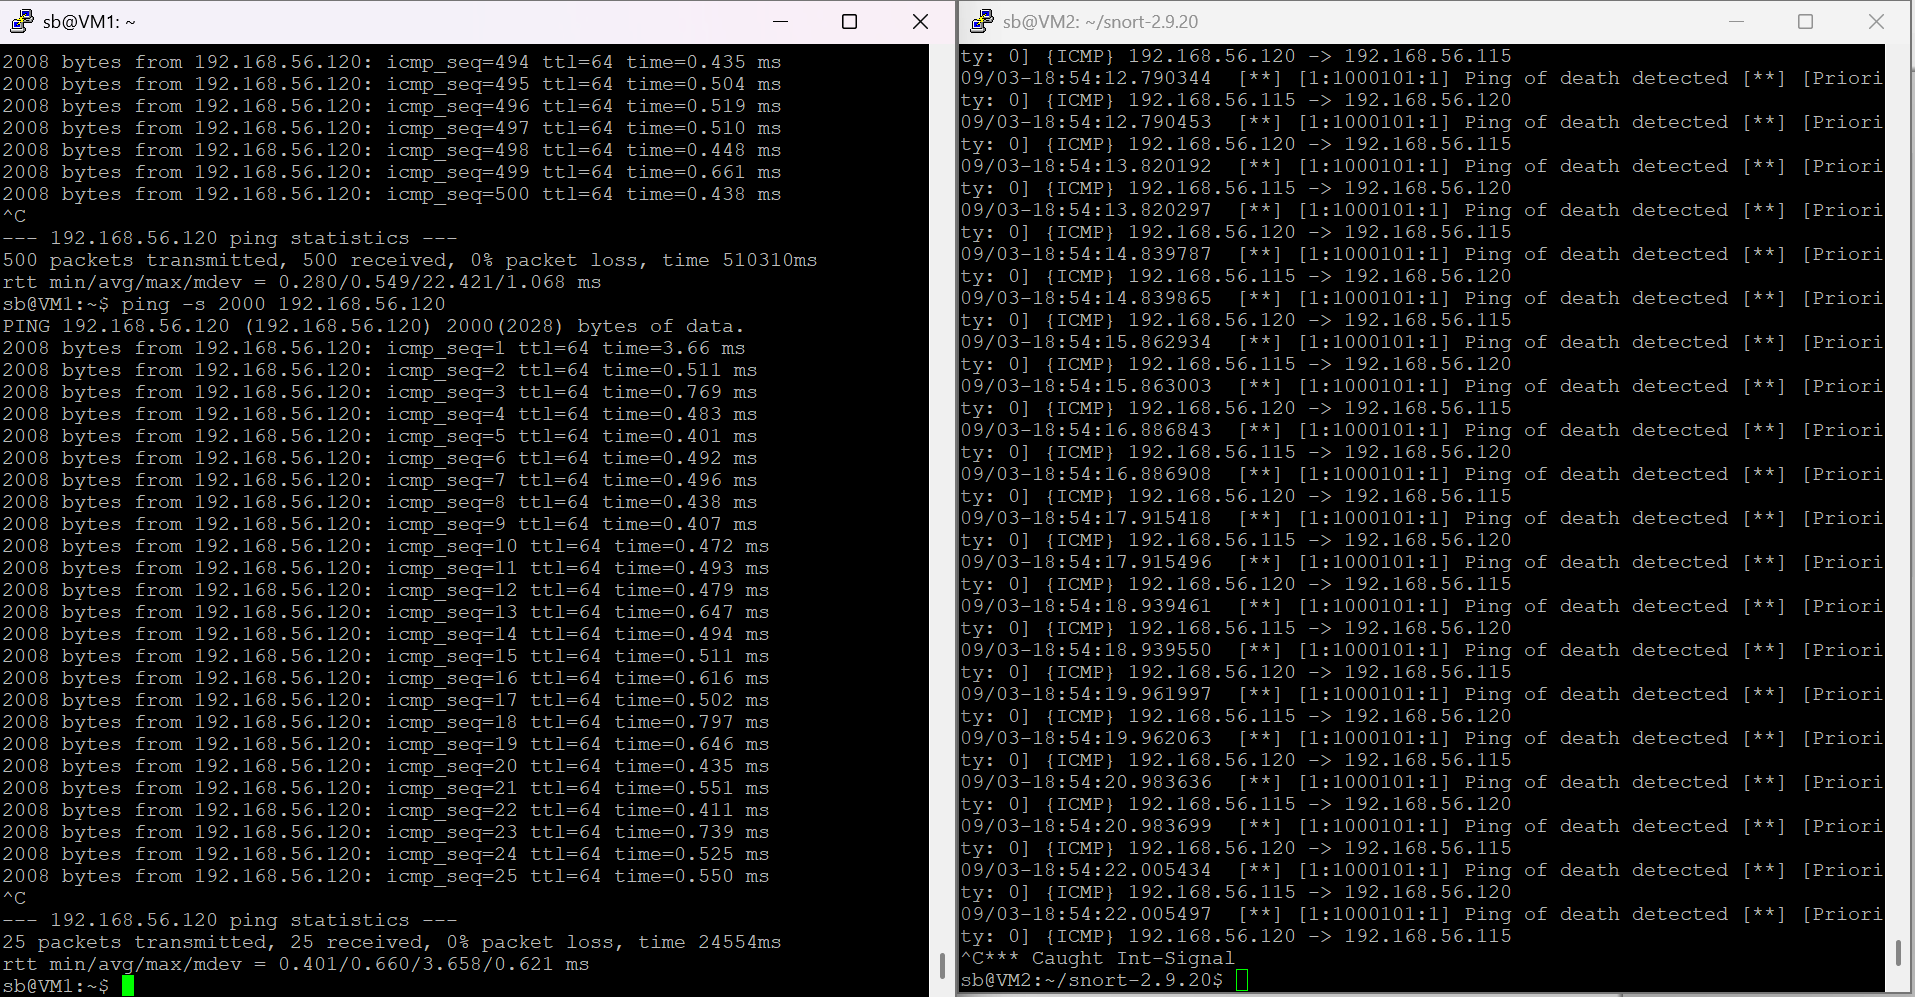 sb@VM1: ~
2008 bytes from 192.168.56.120: icmp_seq=494 ttl=64 time=0.435 ms
2008 bytes from 192.168.56.120: icmp_seq=495 ttl=64 time=0.504 ms
2008 bytes from 192.168.56.120: icmp_seq=496 ttl=64 time=0.519 ms
2008 bytes from 192.168.56.120: icmp_seq=497 ttl=64 time=0.510 ms
2008 bytes from 192.168.56.120: icmp_seq=498 ttl=64 time=0.448 ms
2008 bytes from 192.168.56.120: icmp_seq=499 ttl=64 time=0.661 ms
2008 bytes from 192.168.56.120: icmp_seq=500 ttl=64 time=0.438 ms
^C
--- 192.168.56.120 ping statistics ---
500 packets transmitted, 500 received, 0% packet loss, time 510310ms
rtt min/avg/max/mdev = 0.280/0.549/22.421/1.068 ms
sb@VM1:~$ ping -s 2000 192.168.56.120
PING 192.168.56.120 (192.168.56.120) 2000(2028) bytes of data.
2008 bytes from 192.168.56.120: icmp_seq=1 ttl=64 time=3.66 ms
2008 bytes from 192.168.56.120: icmp_seq=2 ttl=64 time=0.511 ms
2008 bytes from 192.168.56.120: icmp_seq=3 ttl=64 time=0.769 ms
2008 bytes from 192.168.56.120: icmp_seq=4 ttl=64 time=0.483 ms
2008 bytes from 192.168.56.120: icmp_seq=5 ttl=64 time=0.401 ms
2008 bytes from 192.168.56.120: icmp_seq=6 ttl=64 time=0.492 ms
2008 bytes from 192.168.56.120: icmp_seq=7 ttl=64 time=0.496 ms
2008 bytes from 192.168.56.120: icmp_seq=8 ttl=64 time=0.438 ms
2008 bytes from 192.168.56.120: icmp_seq=9 ttl=64 time=0.407 ms
2008 bytes from 192.168.56.120: icmp_seq=10 ttl=64 time=0.472 ms
2008 bytes from 192.168.56.120: icmp_seq=11 ttl=64 time=0.493 ms
2008 bytes from 192.168.56.120: icmp_seq=12 ttl=64 time=0.479 ms
2008 bytes from 192.168.56.120: icmp_seq=13 ttl=64 time=0.647 ms
2008 bytes from 192.168.56.120: icmp_seq=14 ttl=64 time=0.494 ms
2008 bytes from 192.168.56.120: icmp_seq=15 ttl=64 time=0.511 ms
2008 bytes from 192.168.56.120: icmp_seq=16 ttl=64 time=0.616 ms
2008 bytes from 192.168.56.120: icmp_seq=17 ttl=64 time=0.502 ms
2008 bytes from 192.168.56.120: icmp_seq=18 ttl=64 time=0.797 ms
2008 bytes from 192.168.56.120: icmp_seq=19 ttl=64 time=0.646 ms
2008 bytes from 192.168.56.120: icmp_seq=20 ttl=64 time=0.435 ms
2008 bytes from 192.168.56.120: icmp_seq=21 ttl=64 time=0.551 ms
2008 bytes from 192.168.56.120: icmp_seq=22 ttl=64 time=0.411 ms
2008 bytes from 192.168.56.120: icmp_seq=23 ttl=64 time=0.739 ms
2008 bytes from 192.168.56.120: icmp_seq=24 ttl=64 time=0.525 ms
2008 bytes from 192.168.56.120: icmp_seq=25 ttl=64 time=0.550 ms
^C
--- 192.168.56.120 ping statistics ---
25 packets transmitted, 25 received, 0% packet loss, time 24554ms
rtt min/avg/max/mdev = 0.401/0.660/3.658/0.621 ms
sb@VM1:~$
sb@VM2: ~/snort-2.9.20
ty: 0] {ICMP} 192.168.56.120 -> 192.168.56.115
09/03-18:54:12.790344  [**] [1:1000101:1] Ping of death detected [**] [Priori
ty: 0] {ICMP} 192.168.56.115 -> 192.168.56.120
09/03-18:54:12.790453  [**] [1:1000101:1] Ping of death detected [**] [Priori
ty: 0] {ICMP} 192.168.56.120 -> 192.168.56.115
09/03-18:54:13.820192  [**] [1:1000101:1] Ping of death detected [**] [Priori
ty: 0] {ICMP} 192.168.56.115 -> 192.168.56.120
09/03-18:54:13.820297  [**] [1:1000101:1] Ping of death detected [**] [Priori
ty: 0] {ICMP} 192.168.56.120 -> 192.168.56.115
09/03-18:54:14.839787  [**] [1:1000101:1] Ping of death detected [**] [Priori
ty: 0] {ICMP} 192.168.56.115 -> 192.168.56.120
09/03-18:54:14.839865  [**] [1:1000101:1] Ping of death detected [**] [Priori
ty: 0] {ICMP} 192.168.56.120 -> 192.168.56.115
09/03-18:54:15.862934  [**] [1:1000101:1] Ping of death detected [**] [Priori
ty: 0] {ICMP} 192.168.56.115 -> 192.168.56.120
09/03-18:54:15.863003  [**] [1:1000101:1] Ping of death detected [**] [Priori
ty: 0] {ICMP} 192.168.56.120 -> 192.168.56.115
09/03-18:54:16.886843  [**] [1:1000101:1] Ping of death detected [**] [Priori
ty: 0] {ICMP} 192.168.56.115 -> 192.168.56.120
09/03-18:54:16.886908  [**] [1:1000101:1] Ping of death detected [**] [Priori
ty: 0] {ICMP} 192.168.56.120 -> 192.168.56.115
09/03-18:54:17.915418  [**] [1:1000101:1] Ping of death detected [**] [Priori
ty: 0] {ICMP} 192.168.56.115 -> 192.168.56.120
09/03-18:54:17.915496  [**] [1:1000101:1] Ping of death detected [**] [Priori
ty: 0] {ICMP} 192.168.56.120 -> 192.168.56.115
09/03-18:54:18.939461  [**] [1:1000101:1] Ping of death detected [**] [Priori
ty: 0] {ICMP} 192.168.56.115 -> 192.168.56.120
09/03-18:54:18.939550  [**] [1:1000101:1] Ping of death detected [**] [Priori
ty: 0] {ICMP} 192.168.56.120 -> 192.168.56.115
09/03-18:54:19.961997  [**] [1:1000101:1] Ping of death detected [**] [Priori
ty: 0] {ICMP} 192.168.56.115 -> 192.168.56.120
09/03-18:54:19.962063  [**] [1:1000101:1] Ping of death detected [**] [Priori
ty: 0] {ICMP} 192.168.56.120 -> 192.168.56.115
09/03-18:54:20.983636  [**] [1:1000101:1] Ping of death detected [**] [Priori
ty: 0] {ICMP} 192.168.56.115 -> 192.168.56.120
09/03-18:54:20.983699  [**] [1:1000101:1] Ping of death detected [**] [Priori
ty: 0] {ICMP} 192.168.56.120 -> 192.168.56.115
09/03-18:54:22.005434  [**] [1:1000101:1] Ping of death detected [**] [Priori
ty: 0] {ICMP} 192.168.56.115 -> 192.168.56.120
09/03-18:54:22.005497  [**] [1:1000101:1] Ping of death detected [**] [Priori
ty: 0] {ICMP} 192.168.56.120 -> 192.168.56.115
^C*** Caught Int-Signal
sb@VM2:~/snort-2.9.20$